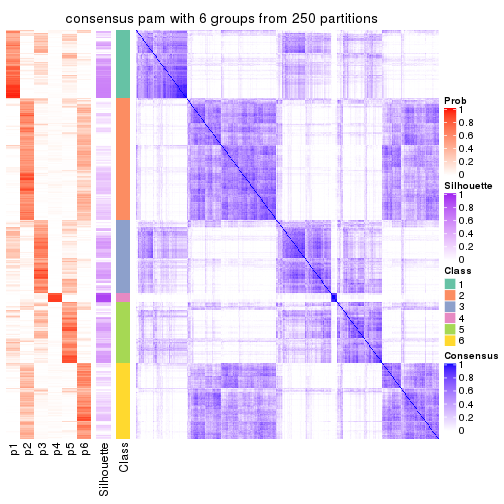 consensus pam with 6 groups from 250 partitions
Prob
1
0.8
0.6
0.4
0.2
0
Silhouette
1
0.8
0.6
0.4
0.2
0
Class
1
2
3
4
5
6
Consensus
1
0.8
0.6
0.4
0.2
0
p1
p2
p3
p4
p5
p6
Silhouette
Class